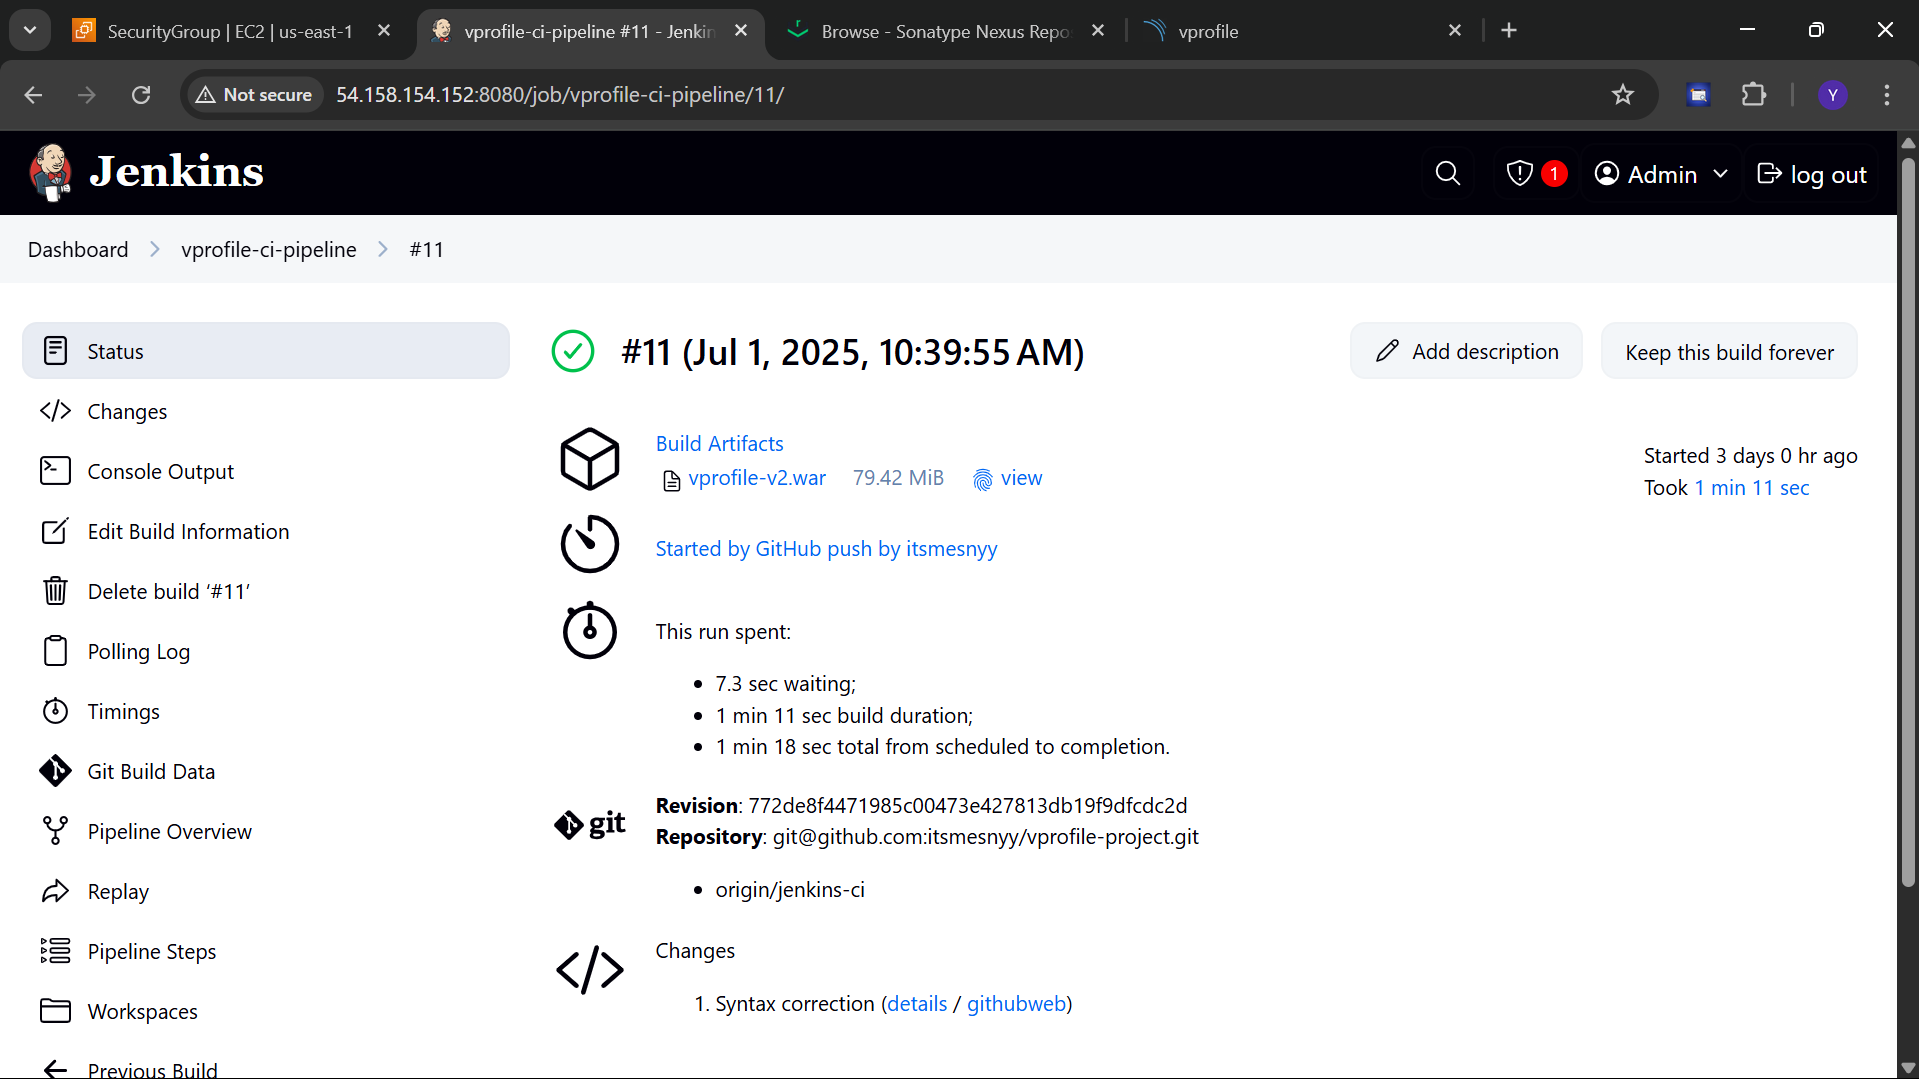 SecurityGroup | EC2 | us-east-1
vprofile-ci-pipeline #11 - Jenkin
Browse - Sonatype Nexus Repo
vprofile
Not secure
54.158.154.152:8080/job/vprofile-ci-pipeline/11/
Y
Jenkins
1
Admin
log out
Dashboard
vprofile-ci-pipeline
#11
Status
Changes
Console Output
Edit Build Information
Delete build ‘#11’
Polling Log
Timings
Git Build Data
Pipeline Overview
Replay
Pipeline Steps
Workspaces
Previous Build
#11 (Jul 1, 2025, 10:39:55 AM)
Add description
Keep this build forever
Build Artifacts
vprofile-v2.war 79.42 MiB view
Started 3 days 0 hr ago
Took 1 min 11 sec
Started by GitHub push by itsmesnyy
This run spent:
• 7.3 sec waiting;
• 1 min 11 sec build duration;
• 1 min 18 sec total from scheduled to completion.
git
Revision: 772de8f4471985c00473e427813db19f9dfcdc2d
Repository: git@github.com:itsmesnyy/vprofile-project.git
• origin/jenkins-ci
Changes
1. Syntax correction (details / githubweb)